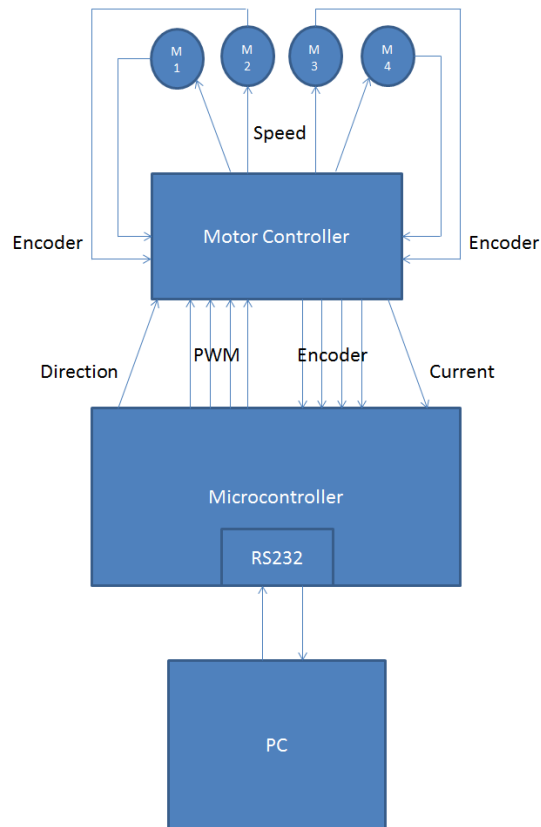 M
1
M
2
M
3
M
4
Speed
Motor Controller
Encoder
Encoder
Direction
PWM
Encoder
Current
Microcontroller
RS232
PC